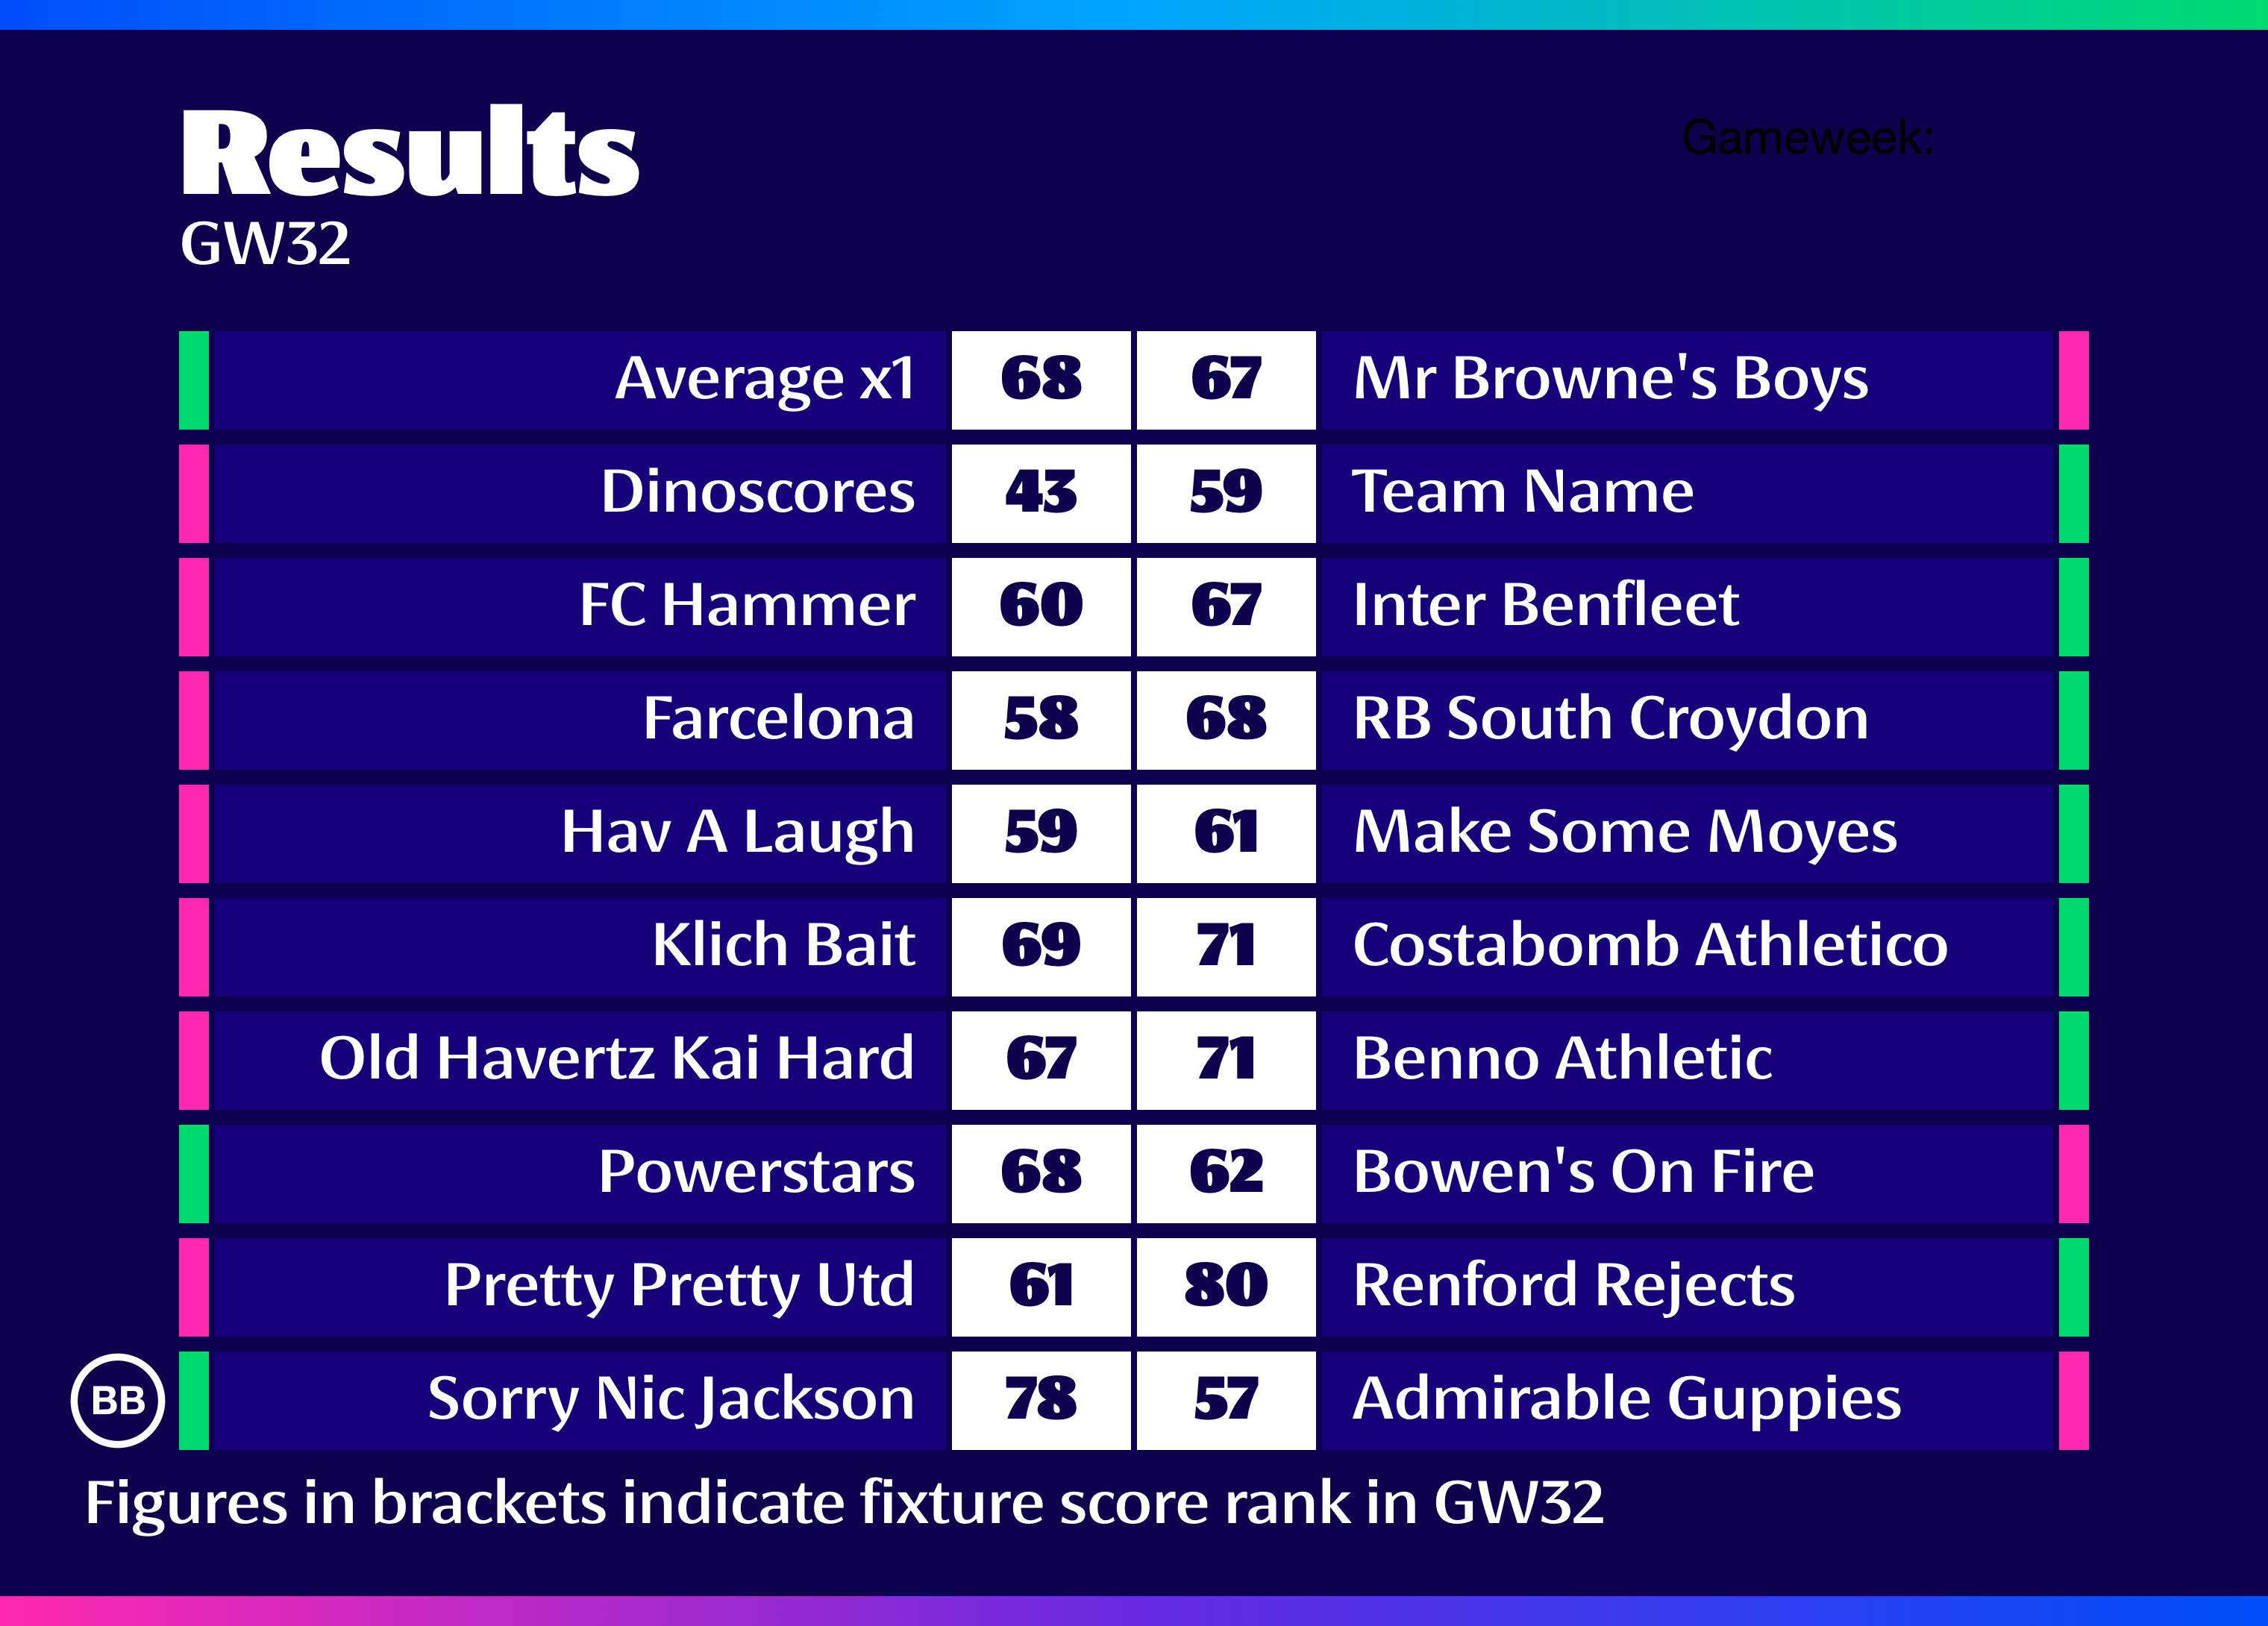 Results
Gameweek:
GW32
Average x1 68 67 Mr Browne's Boys
Dinoscores 43 59 Team Name
FC Hammer 60 67 Inter Benfleet
Farcelona 58 68 RB South Croydon
Hav A Laugh 59 61 Make Some Moyes
Klich Bait 69 71 Costabomb Athletico
Old Havertz Kai Hard 67 71 Benno Athletic
Powerstars 68 62 Bowen's On Fire
Pretty Pretty Utd 61 80 Renford Rejects
BB Sorry Nic Jackson 78 57 Admirable Guppies
Figures in brackets indicate fixture score rank in GW32